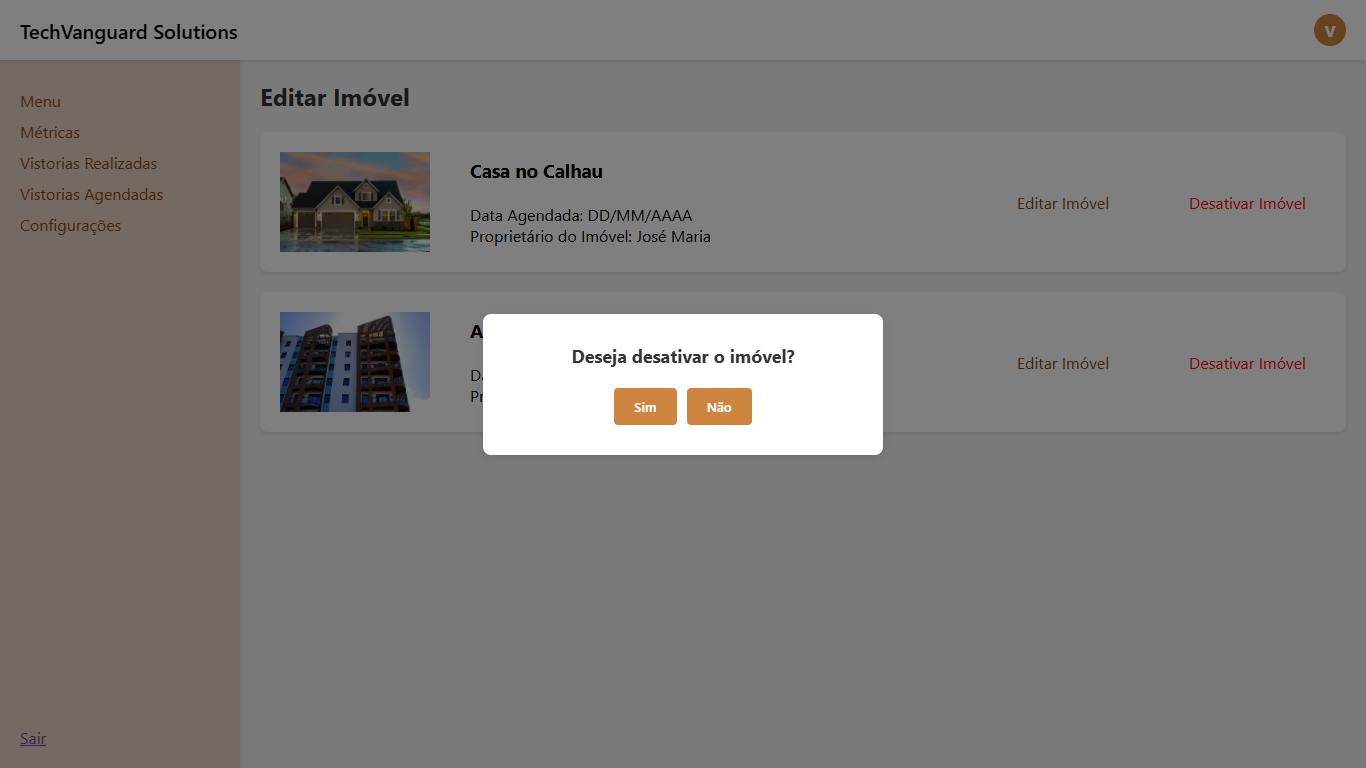 TechVanguard Solutions
V
Menu
Métricas
Vistorias Realizadas
Vistorias Agendadas
Configurações
Sair
Editar Imóvel
Casa no Calhau
Data Agendada: DD/MM/AAAA
Proprietário do Imóvel: José Maria
Editar Imóvel
Desativar Imóvel
Editar Imóvel
Desativar Imóvel
Deseja desativar o imóvel?
Sim
Não